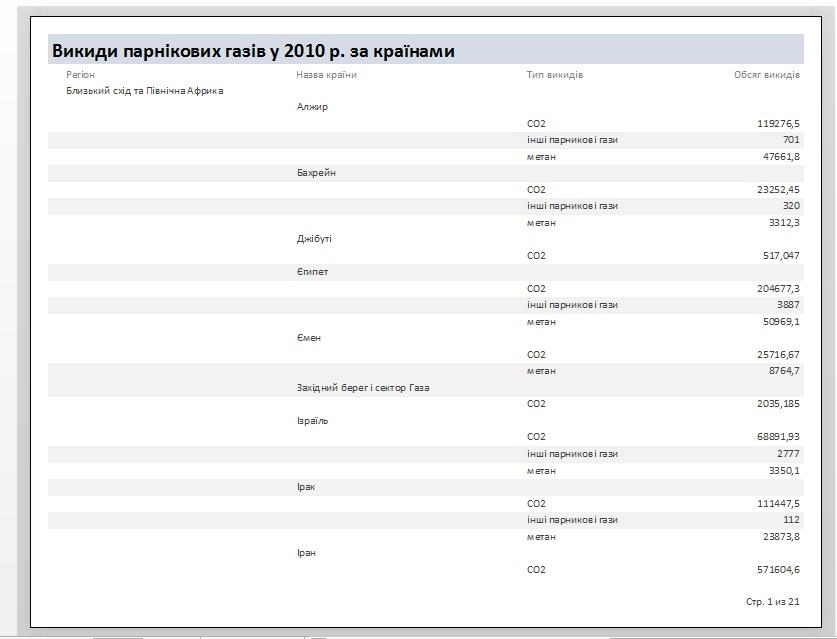 Викиди парнікових газів у 2010 р. за країнами
Регіон Назва країни Тип викидів Обсяг викидів
Близький схід та Північна Африка
Алжир
CO2 119276,5
інші парникові гази 701
метан 47661,8
Бахрейн
CO2 23252,45
інші парникові гази 320
метан 3312,3
Джібуті
CO2 517,047
Єгипет
CO2 204677,3
інші парникові гази 3887
метан 50969,1
Ємен
CO2 25716,67
метан 8764,7
Західний берег і сектор Газа
CO2 2035,185
Ізраїль
CO2 68891,93
інші парникові гази 2777
метан 3350,1
Ірак
CO2 111447,5
інші парникові гази 112
метан 23873,8
Іран
CO2 571604,6
Стр. 1 из 21